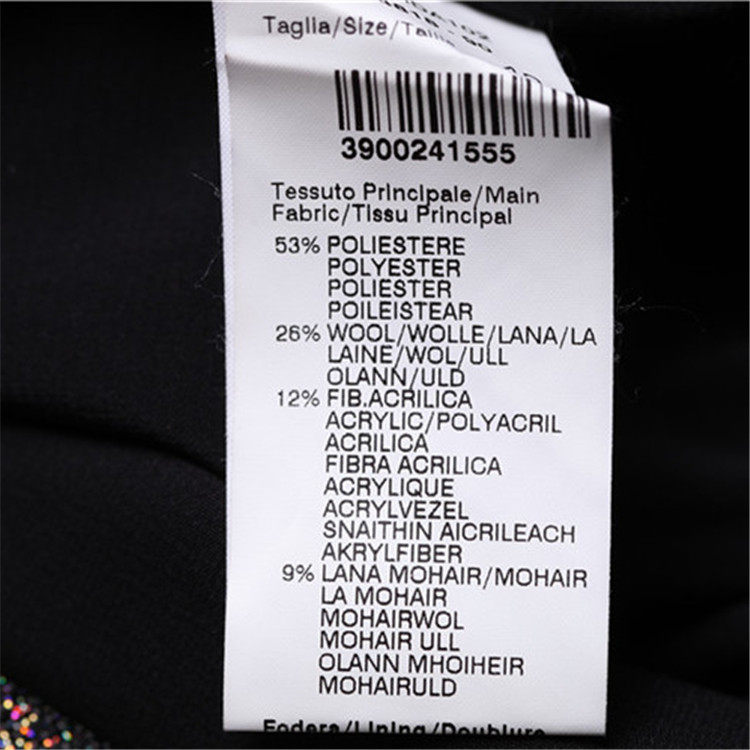 Taglia/Size/Taille
3900241555
Tessuto Principale/Main
Fabric/Tissu Principal
53% POLIESTERE
POLYESTER
POLIESTER
POILEISTEAR
26% WOOL/WOLLE/LANA/LA
LAINE/WOL/ULL
OLANN/ULD
12% FIB.ACRILICA
ACRYLIC/POLYACRIL
ACRILICA
FIBRA ACRILICA
ACRYLIQUE
ACRYLVEZEL
SNAITHIN AICRILEACH
AKRYLFIBER
9% LANA MOHAIR/MOHAIR
LA MOHAIR
MOHAIRWOL
MOHAIR ULL
OLANN MHOIHEIR
MOHAIRULD
Fodera/Lining/Doublure